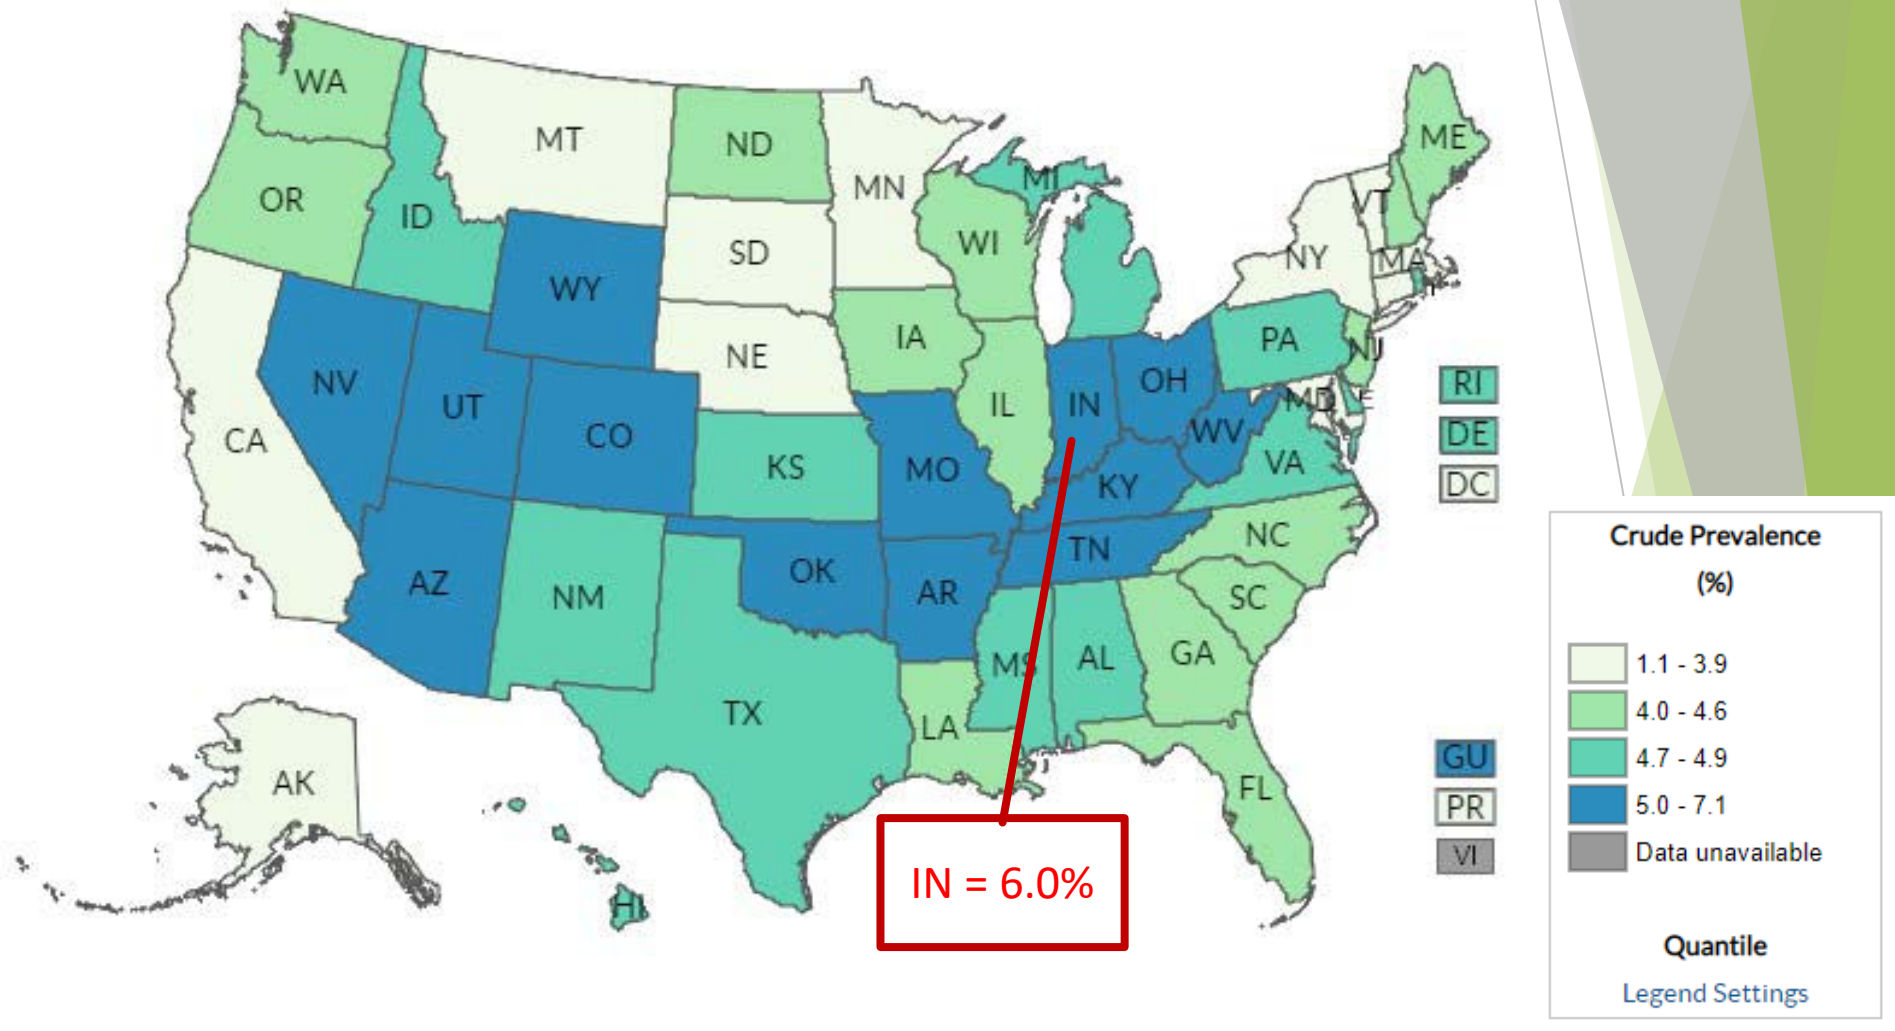 WA
MT
ND
MN
ME
OR
ID
SD
WI
MI
VT
NY
MA
WY
IA
NE
PA
NJ
NV
UT
CO
CA
KS
MO
IL
IN
OH
WV
MD
VA
KY
RI
DE
DC
AZ
NM
OK
AR
TN
NC
SC
TX
LA
MS
AL
GA
FL
AK
HI
GU
PR
VI
IN = 6.0%
Crude Prevalence
(%)
1.1 - 3.9
4.0 - 4.6
4.7 - 4.9
5.0 - 7.1
Data unavailable
Quantile
Legend Settings